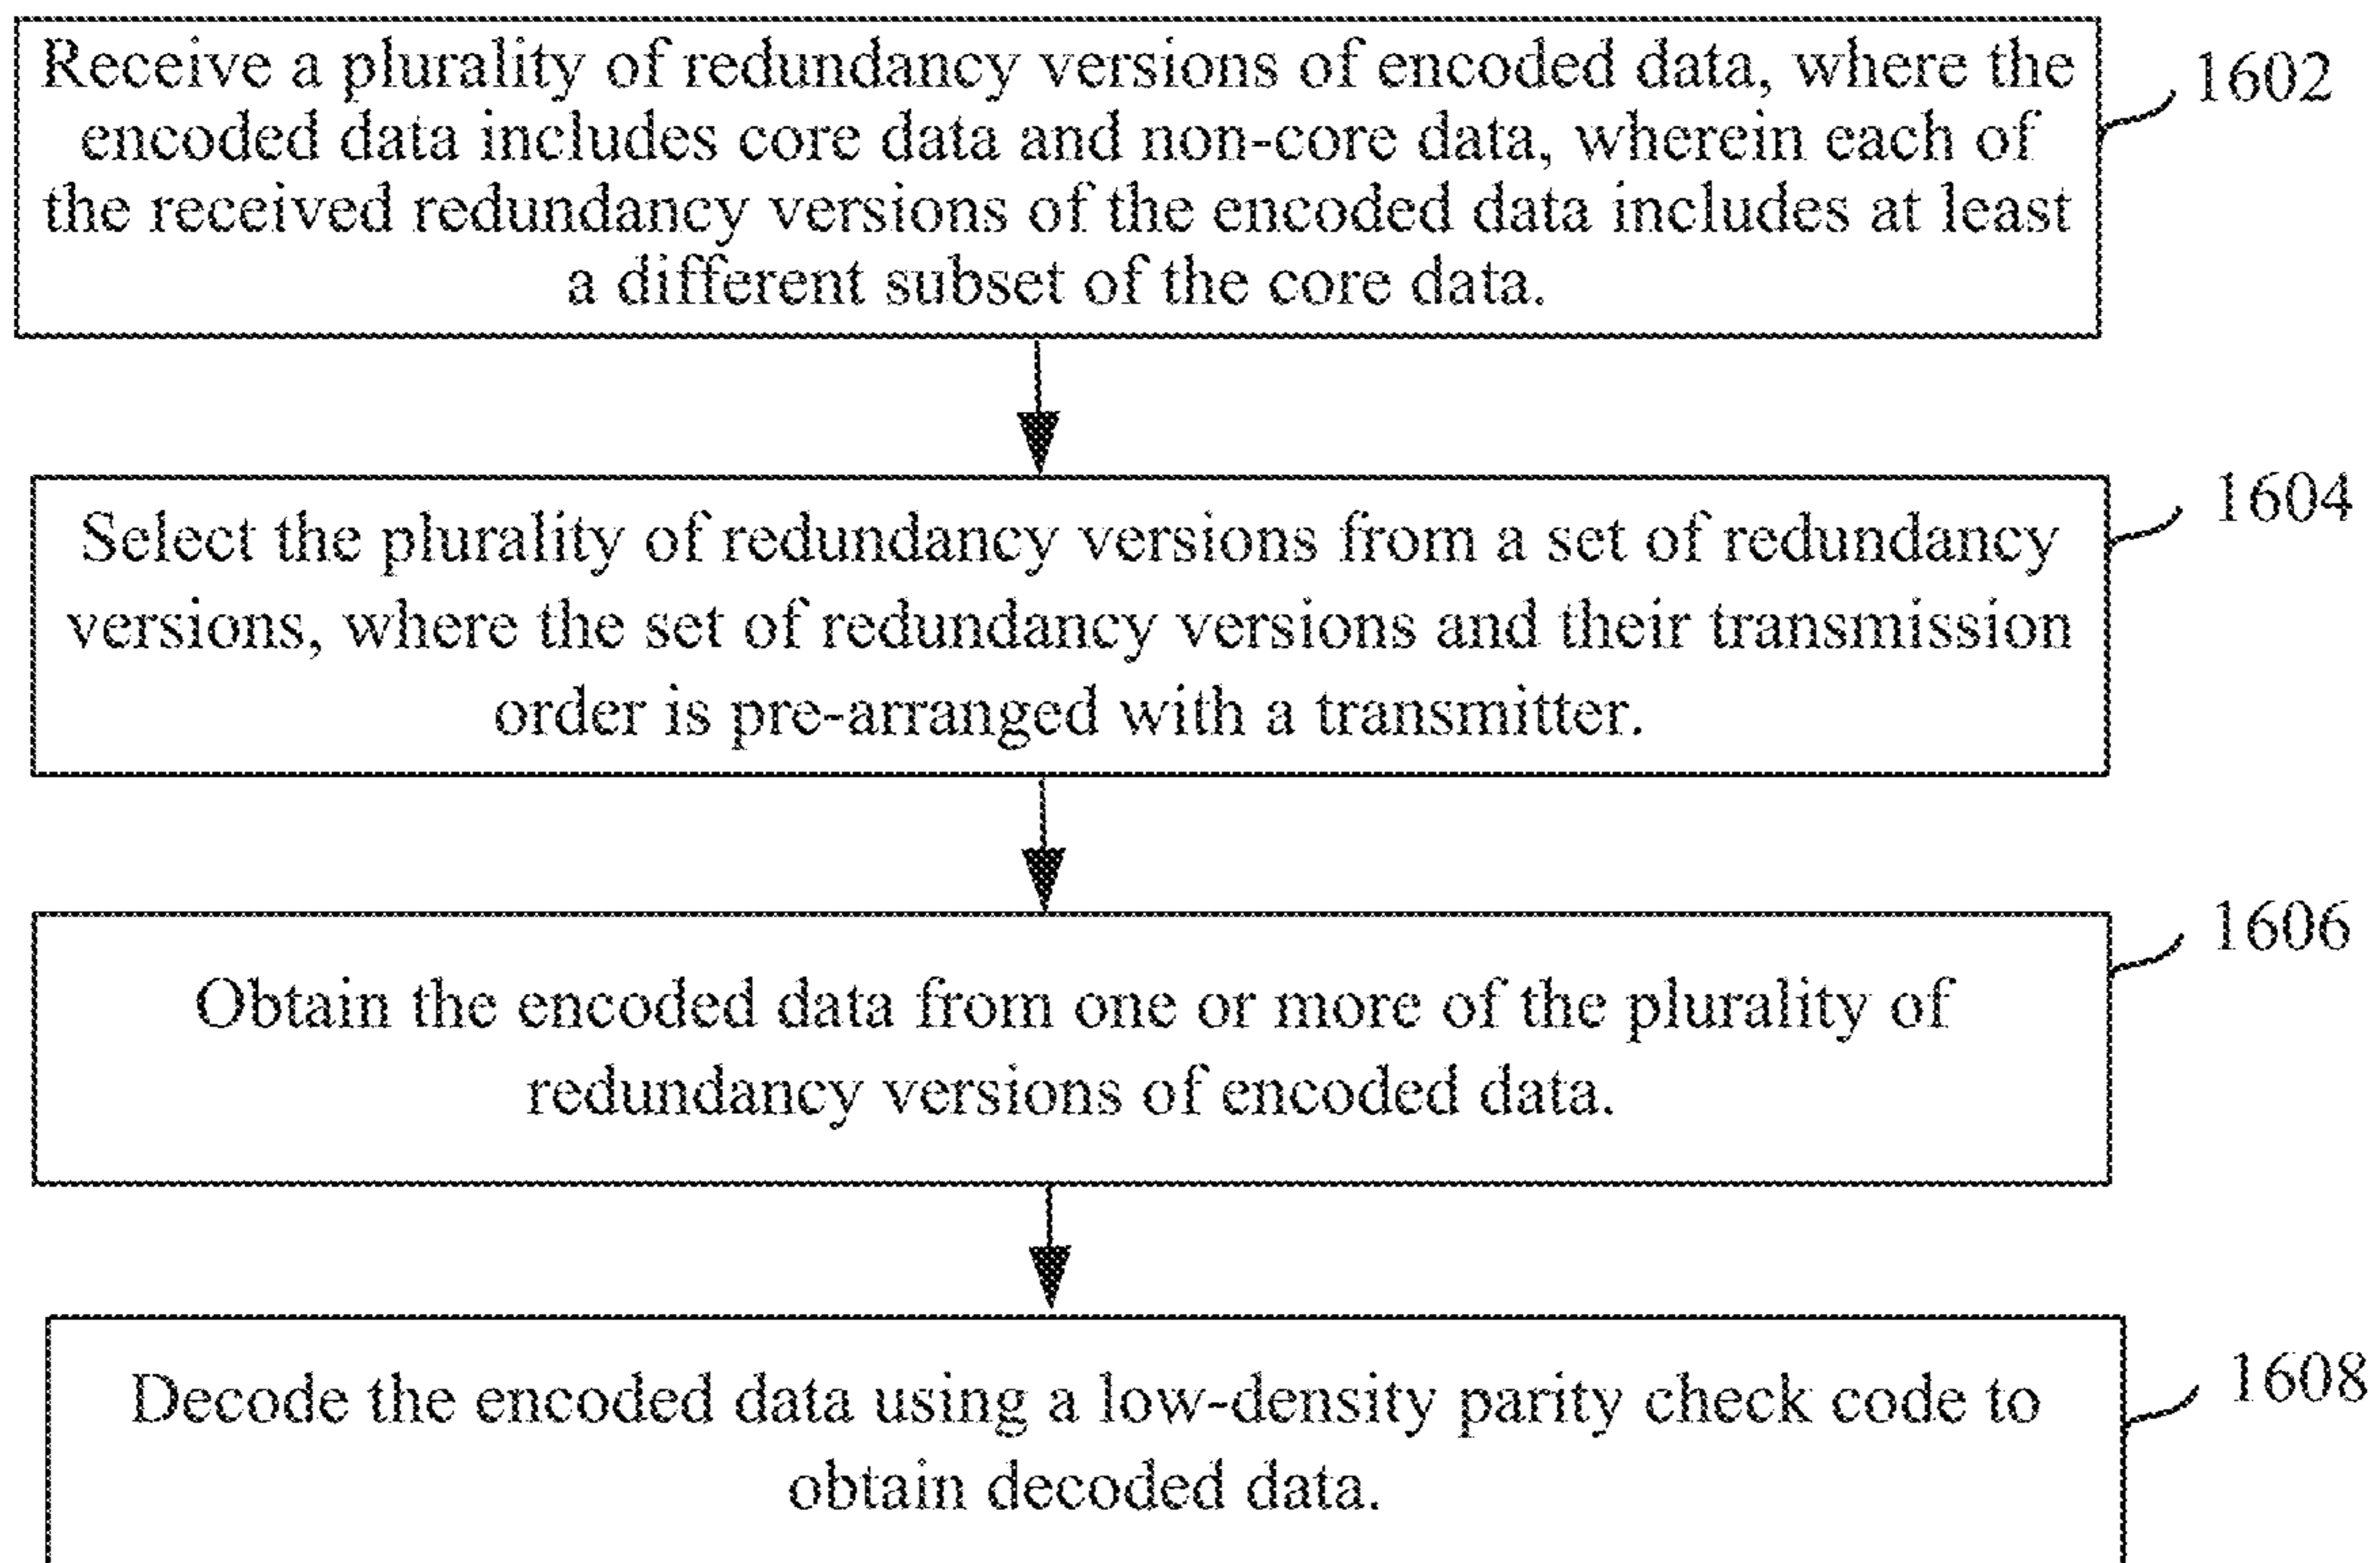 Receive a plurality of redundancy versions of encoded data, where the
encoded data includes core data and non-core data, wherein each of
the received redundancy versions of the encoded data includes at least
a different subset of the core data.
1602
Select the plurality of redundancy versions from a set of redundancy
versions, where the set of redundancy versions and their transmission
order is pre-arranged with a transmitter.
1604
Obtain the encoded data from one or more of the plurality of
redundancy versions of encoded data.
1606
Decode the encoded data using a low-density parity check code to
obtain decoded data.
1608